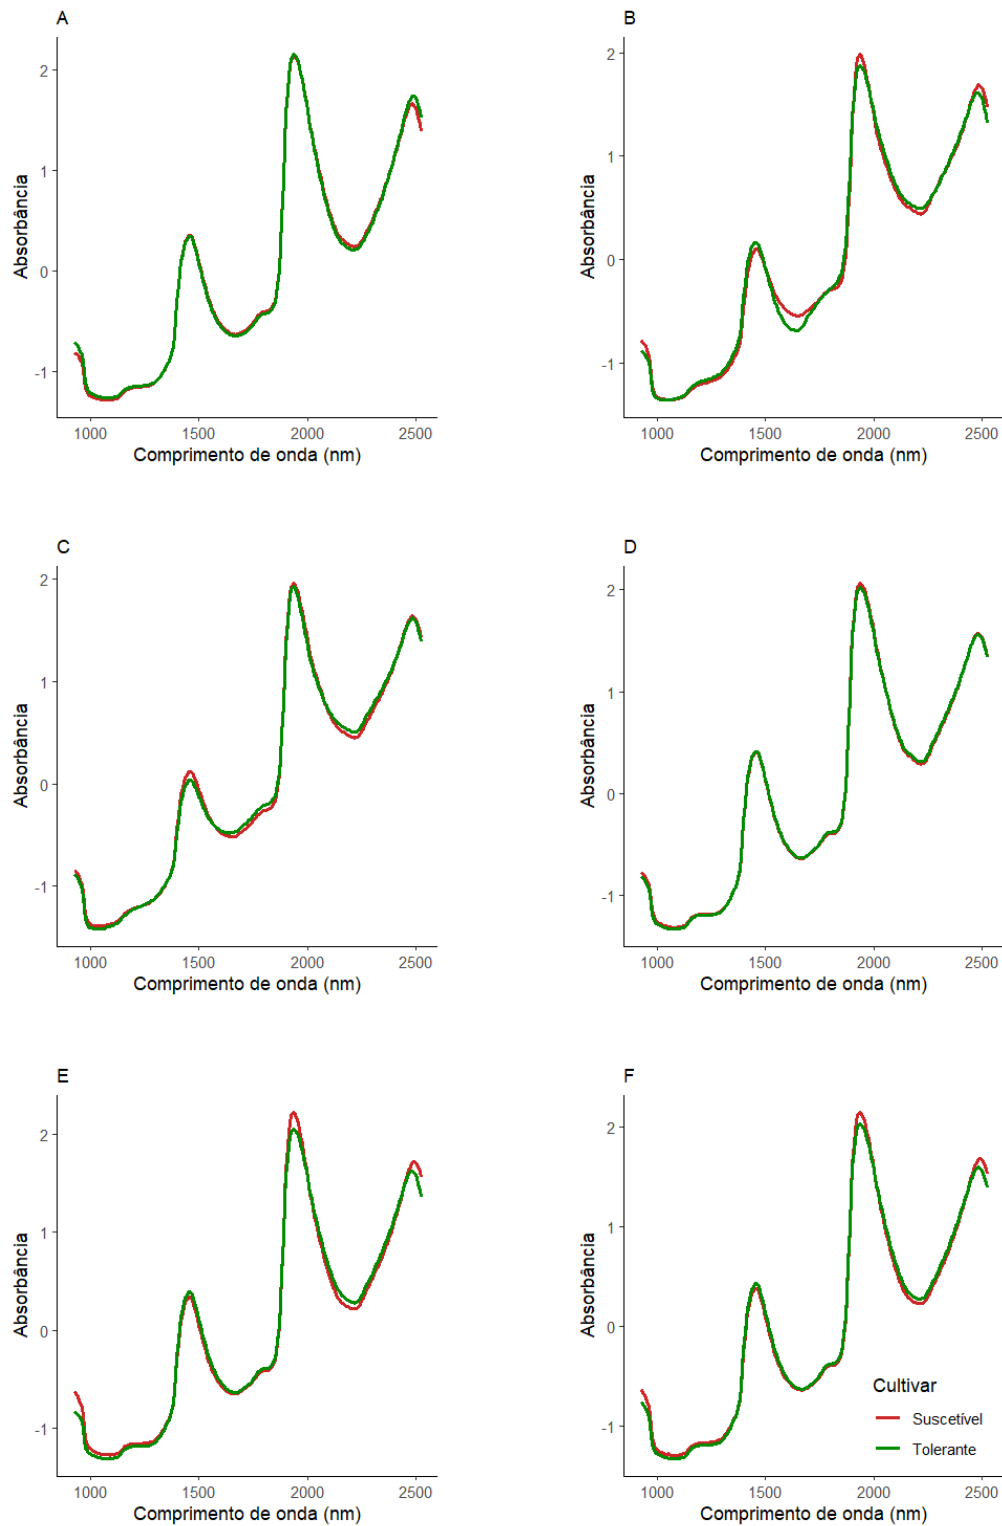 A
Absorbância
2
1
0
-1
1000 1500 2000 2500
Comprimento de onda (nm)
B
Absorbância
2
1
0
-1
1000 1500 2000 2500
Comprimento de onda (nm)
C
Absorbância
2
1
0
-1
1000 1500 2000 2500
Comprimento de onda (nm)
D
Absorbância
2
1
0
-1
1000 1500 2000 2500
Comprimento de onda (nm)
E
Absorbância
2
1
0
-1
1000 1500 2000 2500
Comprimento de onda (nm)
F
Absorbância
2
1
0
-1
Cultivar
Suscetível
Tolerante
1000 1500 2000 2500
Comprimento de onda (nm)